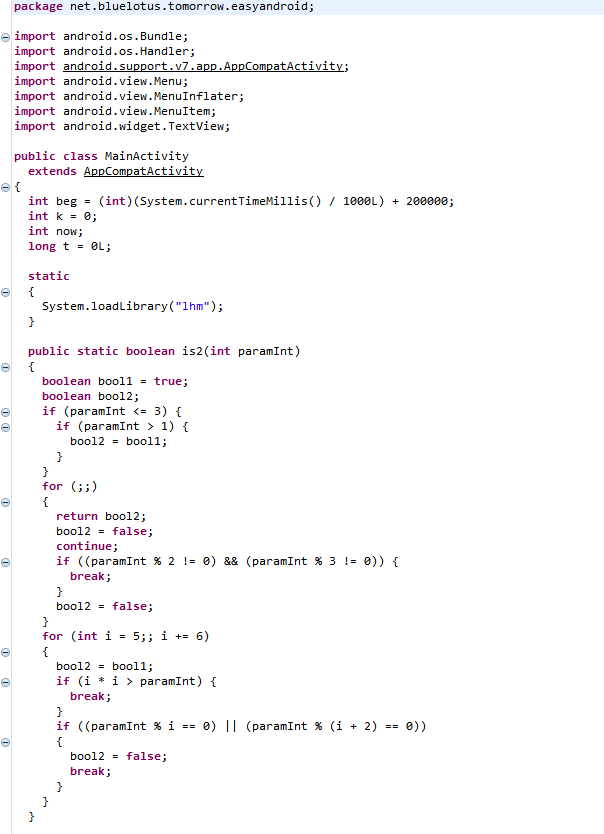 package net.bluelotus.tomorrow.easyandroid;
import android.os.Bundle;
import android.os.Handler;
import android.support.v7.app.AppCompatActivity;
import android.view.Menu;
import android.view.MenuInflater;
import android.view.MenuItem;
import android.widget.TextView;
public class MainActivity
  extends AppCompatActivity
{
  int beg = (int)(System.currentTimeMillis() / 1000L) + 200000;
  int k = 0;
  int now;
  long t = 0L;
  static
  {
    System.loadLibrary("lhm");
  }
  public static boolean is2(int paramInt)
  {
    boolean bool1 = true;
    boolean bool2;
    if (paramInt <= 3) {
      if (paramInt > 1) {
        bool2 = bool1;
      }
    }
    for (;;)
    {
      return bool2;
      bool2 = false;
      continue;
      if ((paramInt % 2 != 0) && (paramInt % 3 != 0)) {
        break;
      }
      bool2 = false;
    }
    for (int i = 5;; i += 6)
    {
      bool2 = bool1;
      if (i * i > paramInt) {
        break;
      }
      if ((paramInt % i == 0) || (paramInt % (i + 2) == 0))
      {
        bool2 = false;
        break;
      }
    }
  }